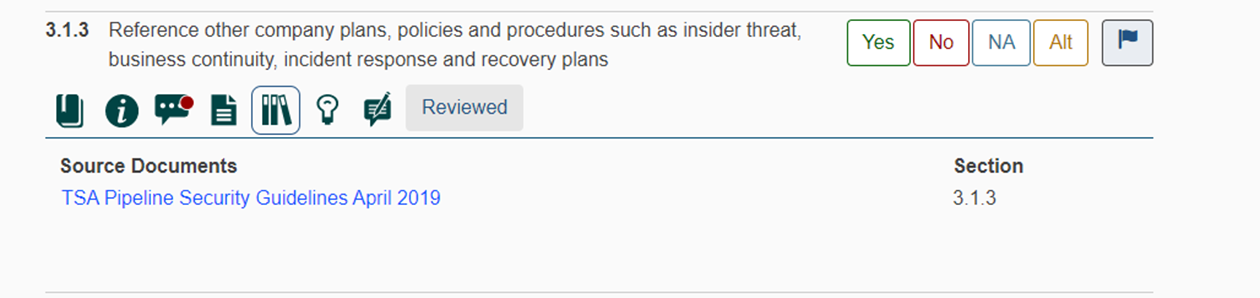 3.1.3 Reference other company plans, policies and procedures such as insider threat,
business continuity, incident response and recovery plans
Yes No NA Alt
Reviewed
Source Documents Section
TSA Pipeline Security Guidelines April 2019 3.1.3